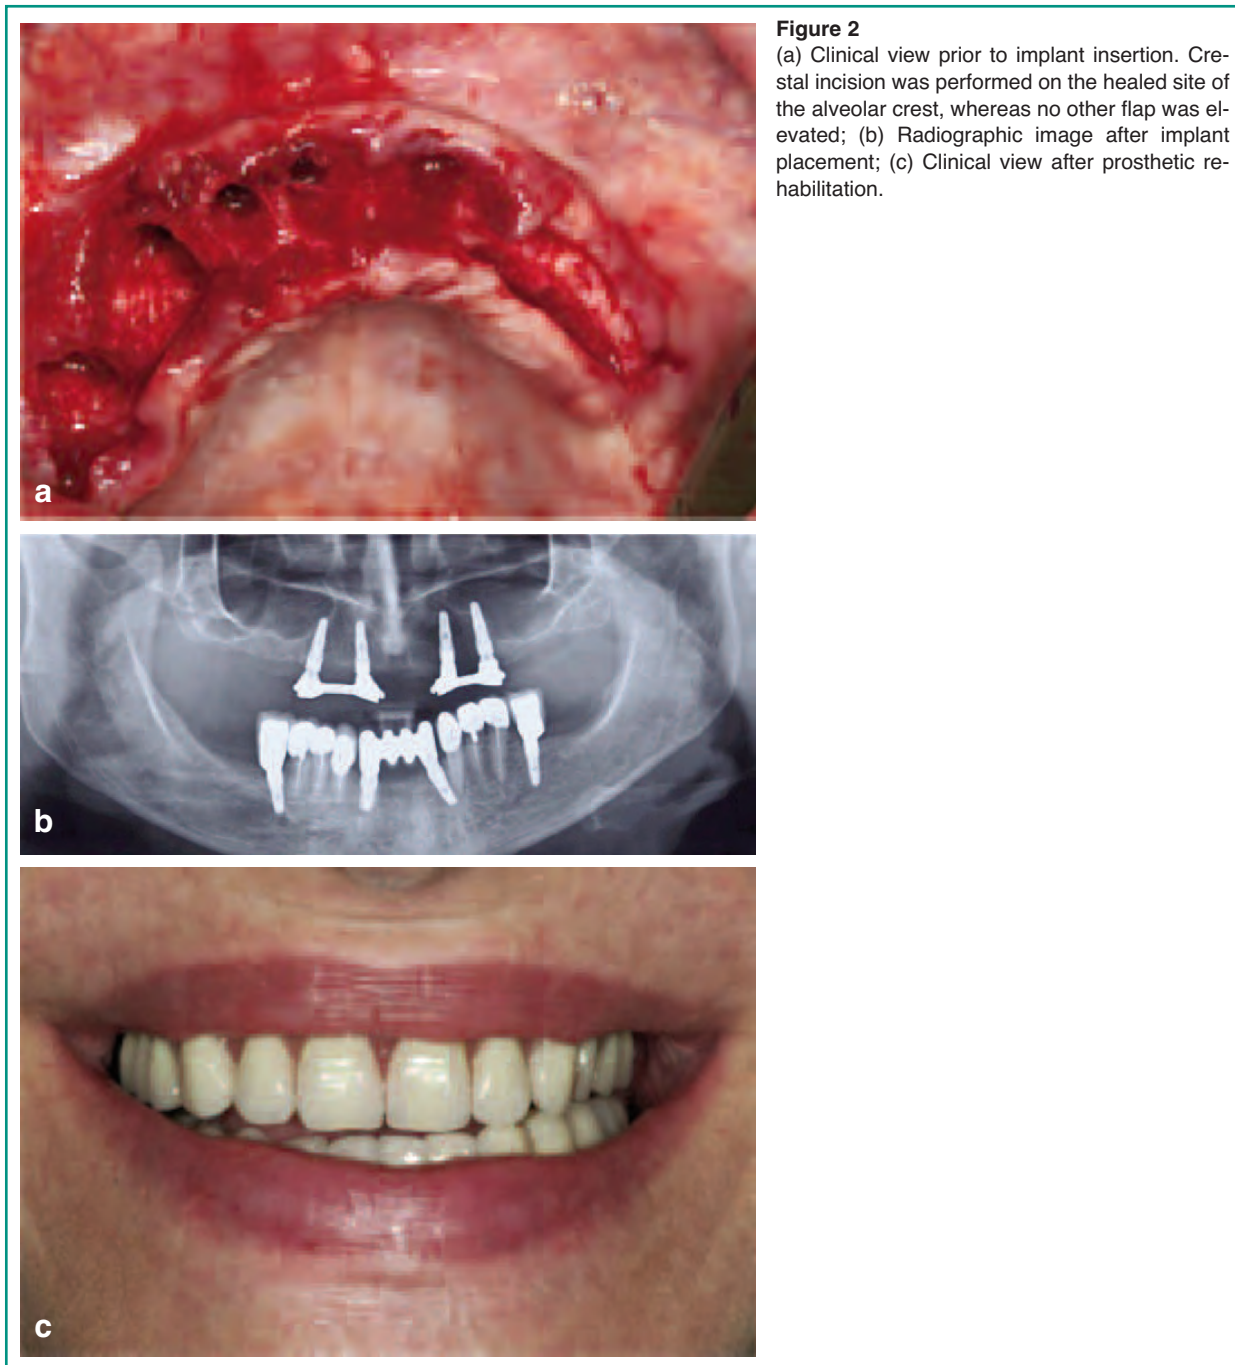 Figure 2
(a) Clinical view prior to implant insertion. Cre-
stal incision was performed on the healed site of
the alveolar crest, whereas no other flap was el-
evated; (b) Radiographic image after implant
placement; (c) Clinical view after prosthetic re-
habilitation.
a
b
c